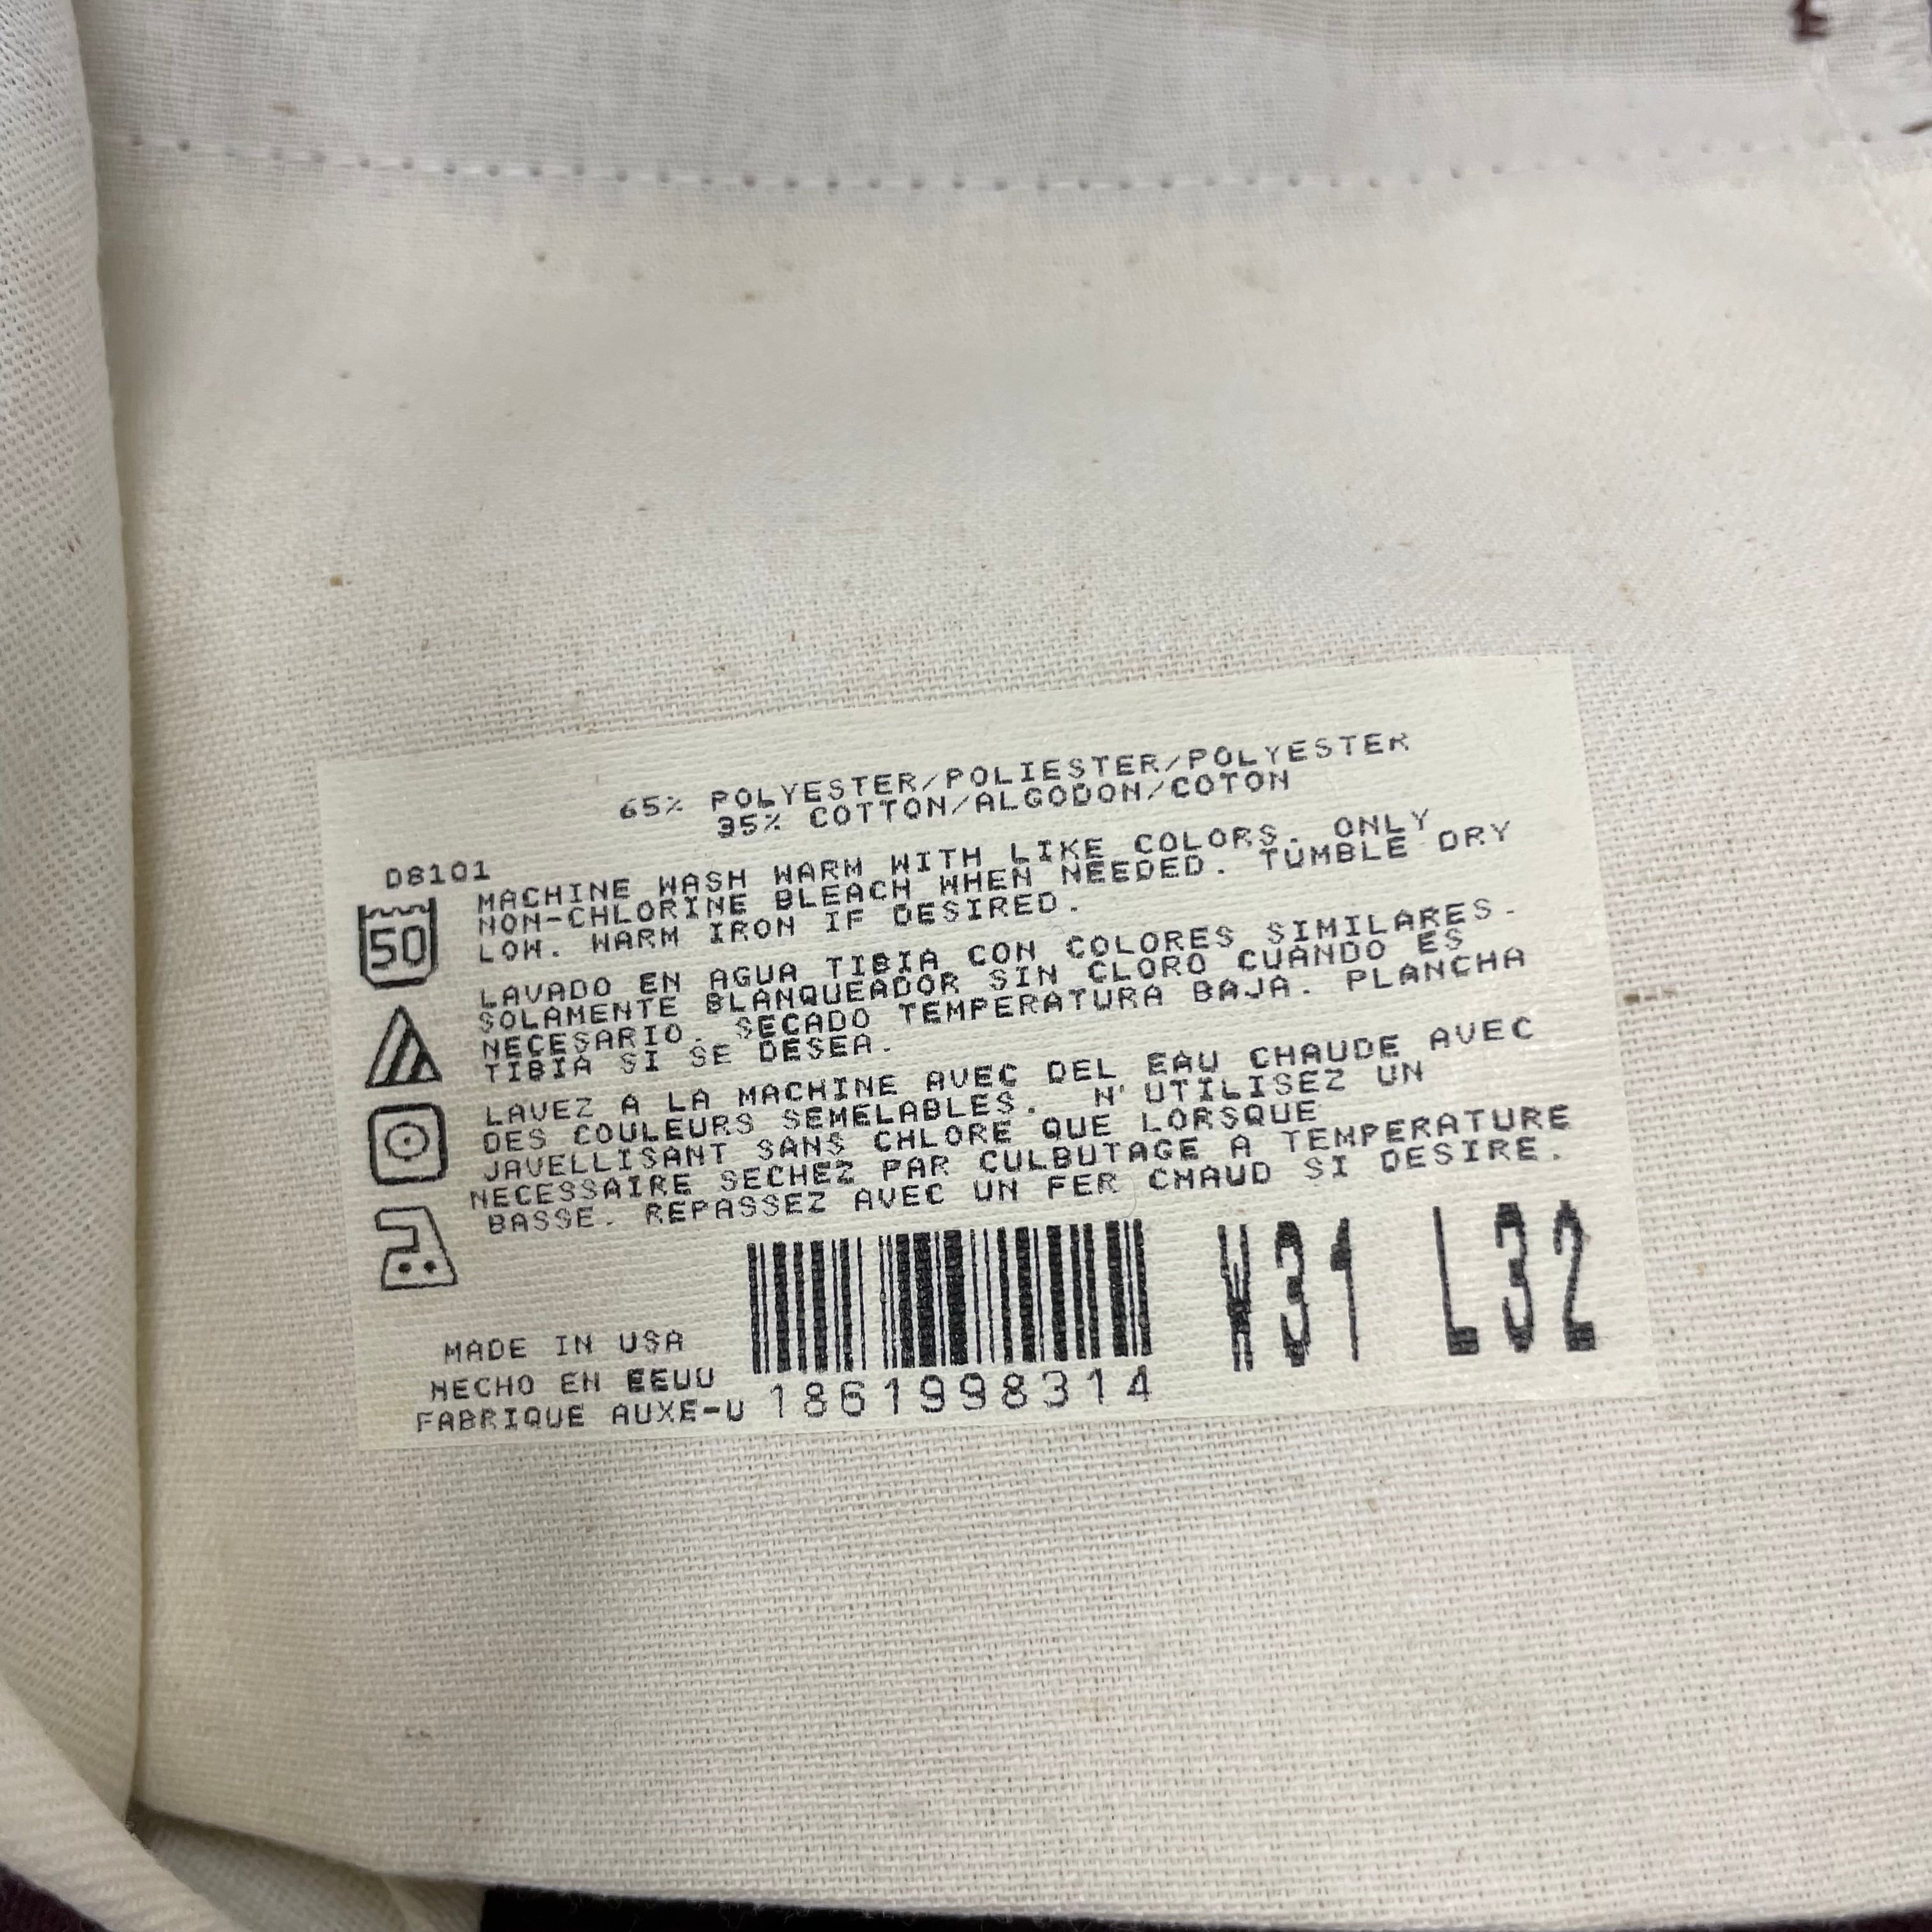 65% POLYESTER/POLIESTER/POLYESTER
35% COTTON/ALGODON/COTON
D8101
MACHINE WASH WARM WITH LIKE COLORS. ONLY
NON-CHLORINE BLEACH WHEN NEEDED. TUMBLE DRY
LOW. WARM IRON IF DESIRED.
50
LAVADO EN AGUA TIBIA CON COLORES SIMILARES.
SOLAMENTE BLANQUEADOR SIN CLORO CUANDO ES
NECESARIO. SECADO TEMPERATURA BAJA. PLANCHA
TIBIA SI SE DESEA.
LAVEZ A LA MACHINE AVEC DEL EAU CHAUDE AVEC
DES COULEURS SEMELABLES. N'UTILISEZ UN
JAVELLISANT SANS CHLORE QUE LORSQUE
NECESSAIRE SECHEZ PAR CULBUTAGE A TEMPERATURE
BASSE. REPASSEZ AVEC UN FER CHAUD SI DESIRE.
W31 L32
MADE IN USA
HECHO EN EEUU
FABRIQUE AUXE-U
18619983​14